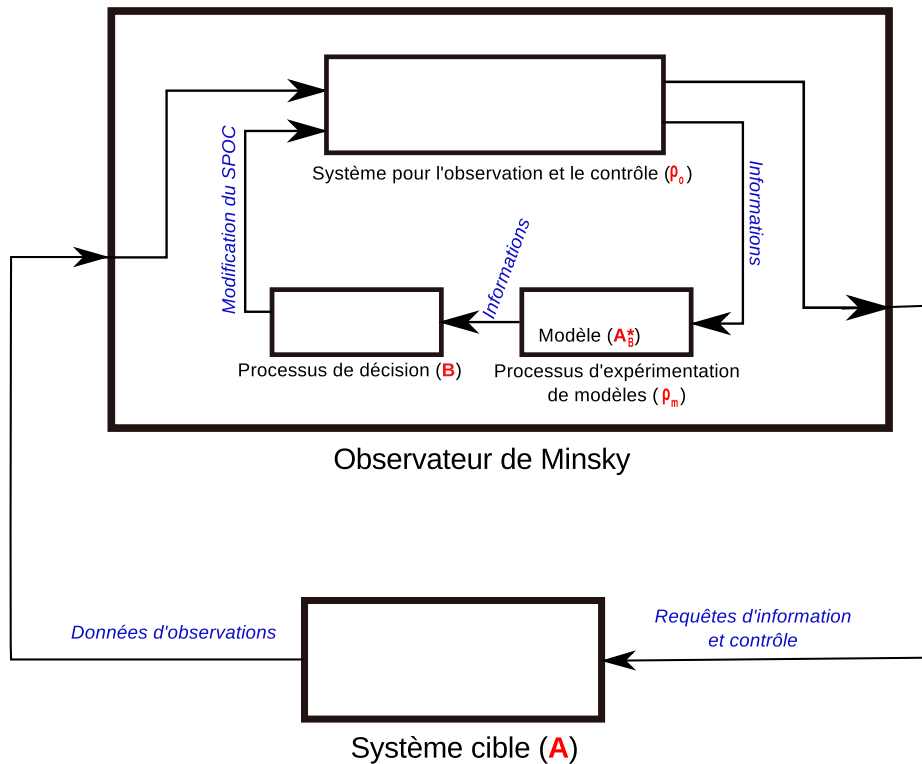 Système pour l'observation et le contrôle (ρo)
Modification du SPOC
Informations
Informations
Modèle (A*B)
Processus de décision (B)
Processus d'expérimentation
de modèles (ρm)
Observateur de Minsky
Données d'observations
Requêtes d'information
et contrôle
Système cible (A)